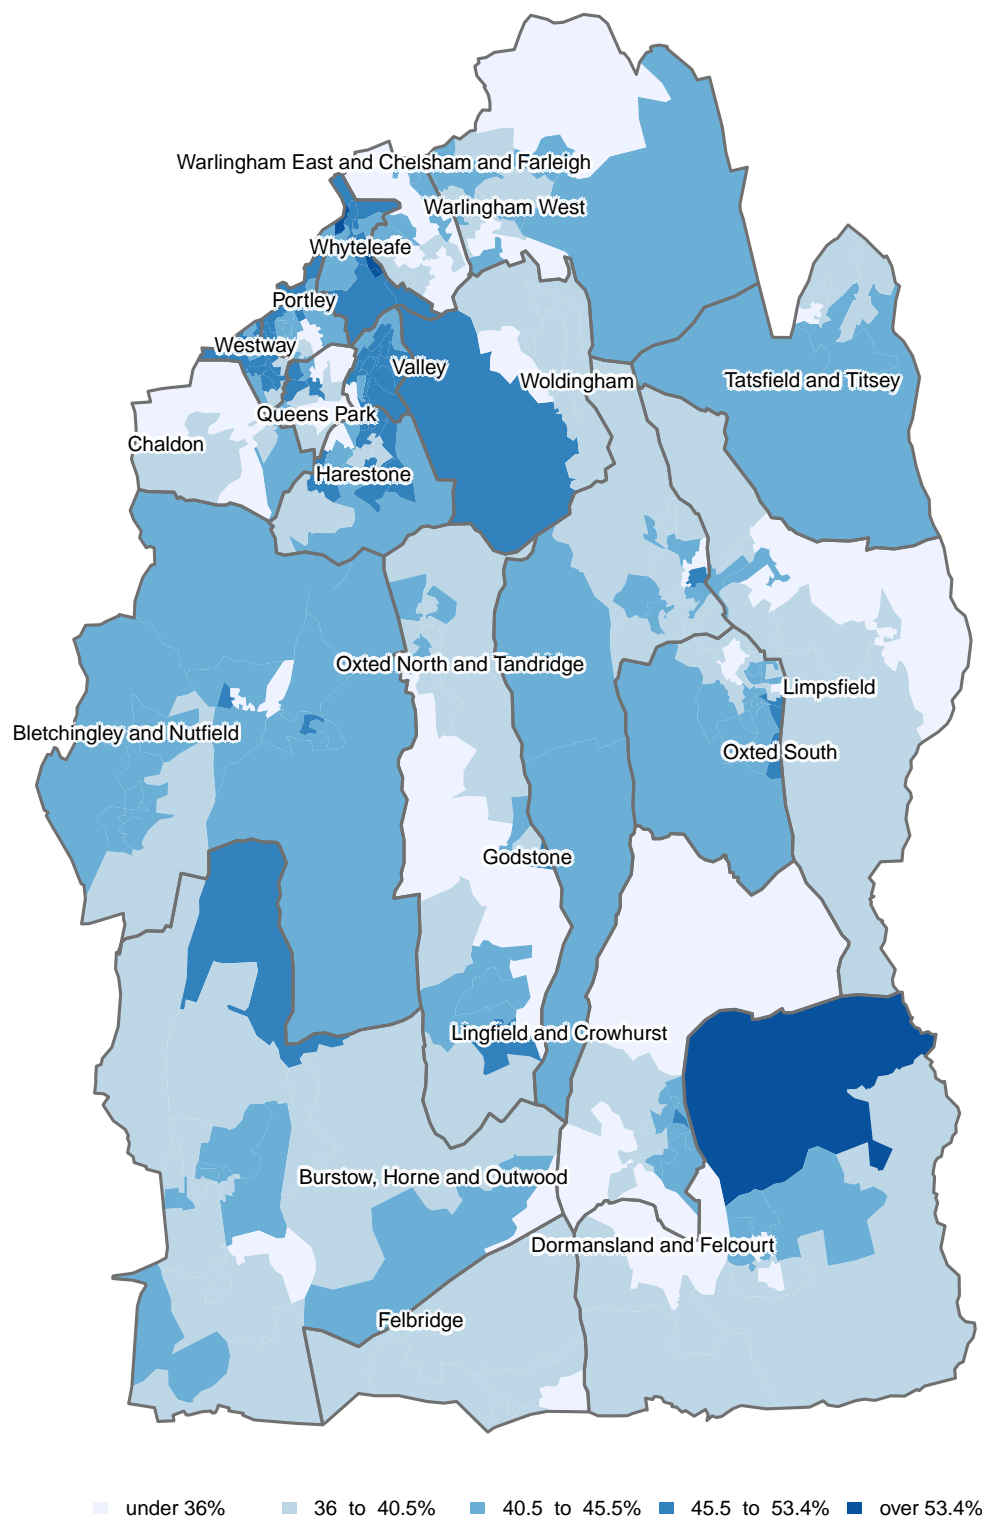 Warlingham East and Chelsham and Farleigh
Warlingham West
Whyteleafe
Portley
Westway
Valley
Woldingham
Tatsfield and Titsey
Queens Park
Chaldon
Harestone
Oxted North and Tandridge
Limpsfield
Bletchingley and Nutfield
Oxted South
Godstone
Lingfield and Crowhurst
Burstow, Horne and Outwood
Dormansland and Felcourt
Felbridge
under 36% 36 to 40.5% 40.5 to 45.5% 45.5 to 53.4% over 53.4%